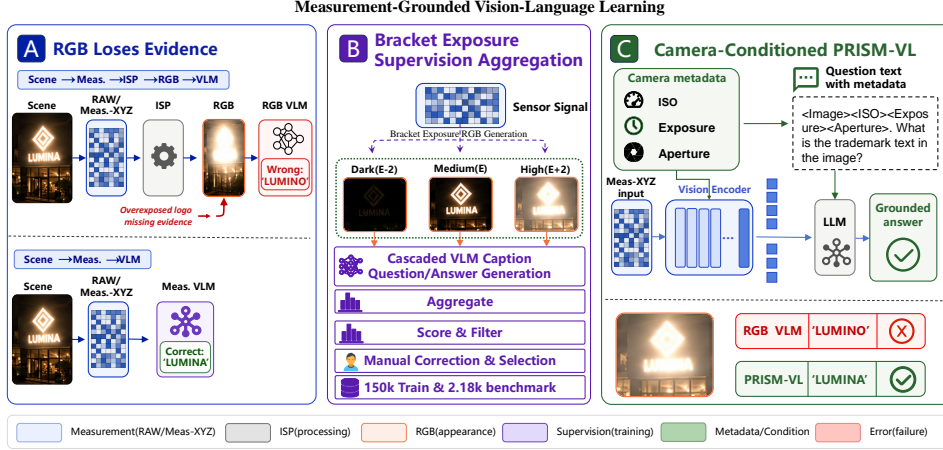 Measurement-Grounded Vision-Language Learning
A RGB Loses Evidence
Scene → Meas. → ISP → RGB → VLM
Scene
RAW/
Meas.-XYZ
ISP
RGB
RGB VLM
LUMINA
Wrong:
'LUMINO'
Overexposed logo
missing evidence
Scene → Meas. → VLM
Scene
RAW/
Meas.-XYZ
Meas. VLM
LUMINA
Correct:
'LUMINA'
B Bracket Exposure
Supervision Aggregation
Sensor Signal
Bracket Exposure RGB Generation
Dark(E-2)
Medium(E)
High(E+2)
LUMINA
LUMINA
LUMINA
Cascaded VLM Caption
Question/Answer Generation
Aggregate
Score & Filter
Manual Correction & Selection
150k Train & 2.18k benchmark
C Camera-Conditioned PRISM-VL
Camera metadata
ISO
Exposure
Aperture
Question text
with metadata
<Image><ISO><Expos
ure><Aperture>. What
is the trademark text in
the image?
Meas-XYZ
input
Vision Encoder
...
LLM
Grounded
answer
LUMINA
RGB VLM 'LUMINO'
PRISM-VL 'LUMINA'
Measurement(RAW/Meas-XYZ)
ISP(processing)
RGB(appearance)
Supervision(training)
Metadata/Condition
Error(failure)